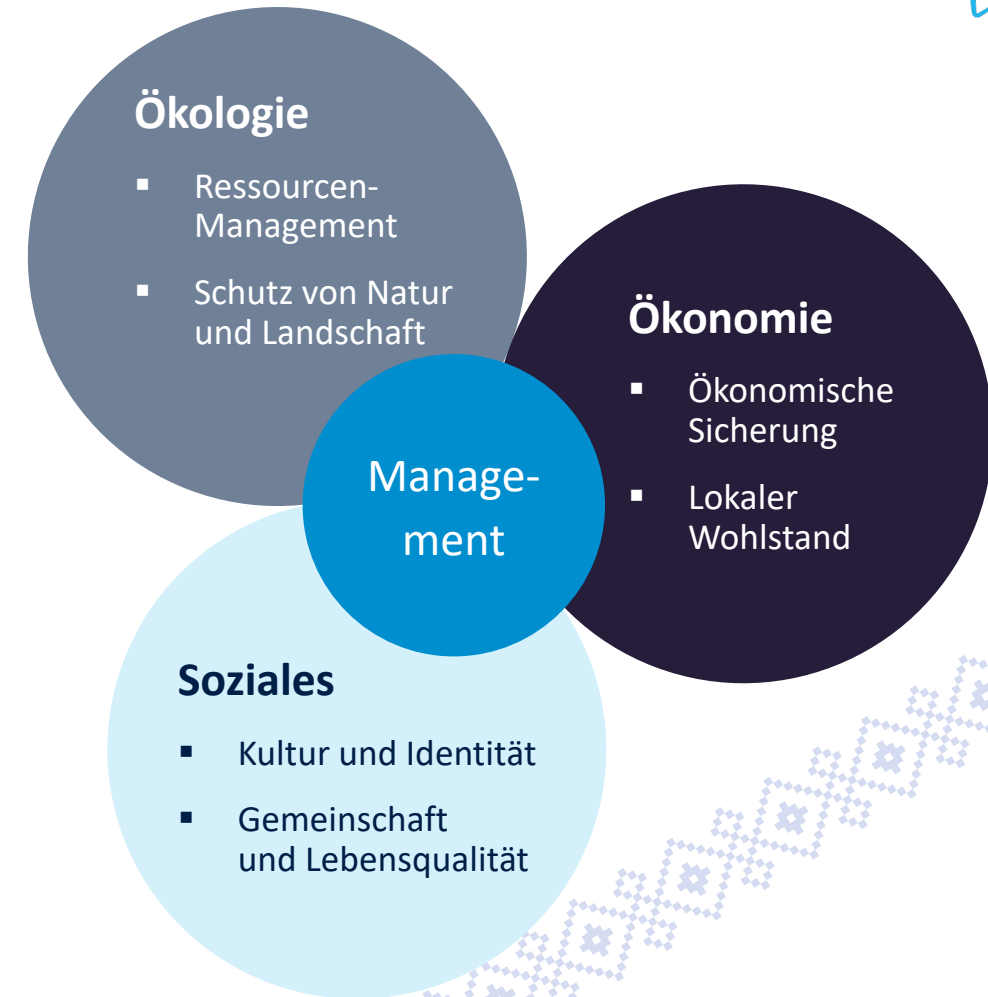 Ökologie
▪ Ressourcen-
Management
▪ Schutz von Natur
und Landschaft
Ökonomie
▪ Ökonomische
Sicherung
▪ Lokaler
Wohlstand
Manage-
ment
Soziales
▪ Kultur und Identität
▪ Gemeinschaft
und Lebensqualität